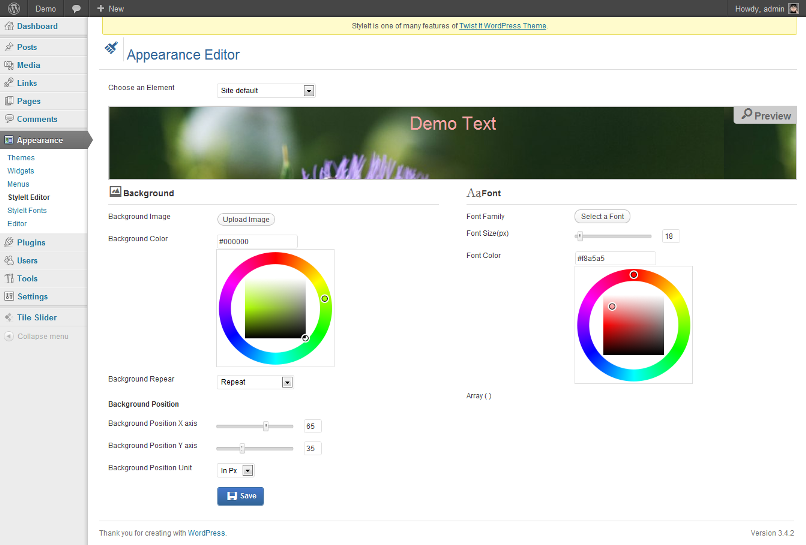 Demo
+ New
Howdy, admin
StyleIt is one of many features of Twist It WordPress Theme.
Dashboard
Posts
Media
Links
Pages
Comments
Appearance
Themes
Widgets
Menus
StyleIt Editor
StyleIt Fonts
Editor
Plugins
Users
Tools
Settings
Tile Slider
Collapse menu
Appearance Editor
Choose an Element
Site default
Demo Text
Preview
Background
Background Image
Upload Image
Background Color
#000000
Background Repeat
Repeat
Background Position
Background Position X axis
65
Background Position Y axis
35
Background Position Unit
in Px
Save
Aa Font
Font Family
Select a Font
Font Size(px)
18
Font Color
#f8a5a5
Array ( )
Thank you for creating with WordPress.
Version 3.4.2